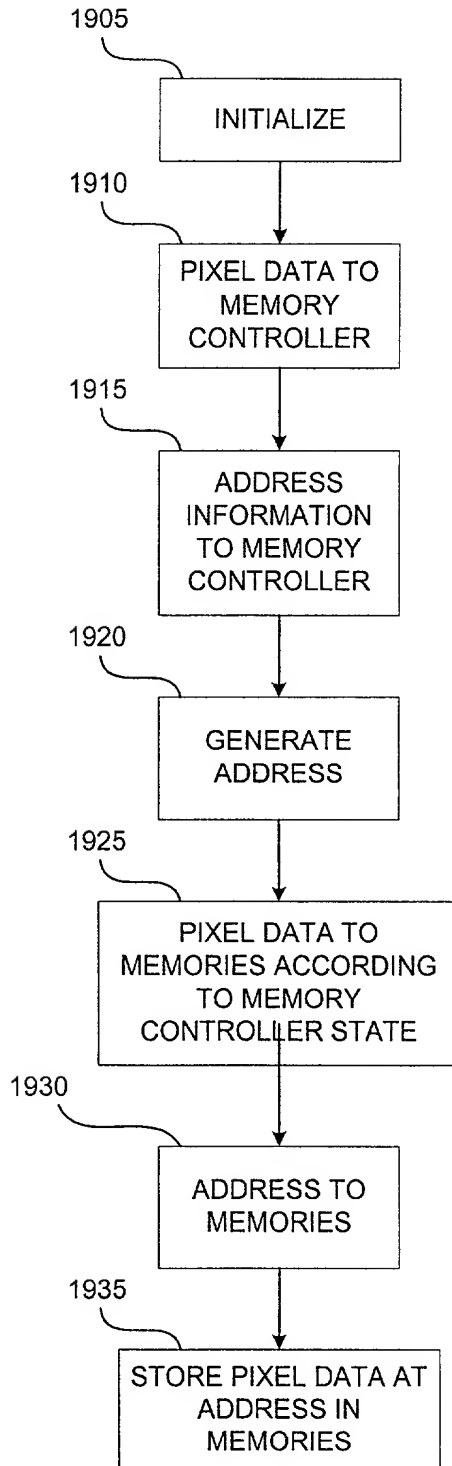 1905
INITIALIZE
1910
PIXEL DATA TO
MEMORY
CONTROLLER
1915
ADDRESS
INFORMATION
TO MEMORY
CONTROLLER
1920
GENERATE
ADDRESS
1925
PIXEL DATA TO
MEMORIES ACCORDING
TO MEMORY
CONTROLLER STATE
1930
ADDRESS TO
MEMORIES
1935
STORE PIXEL DATA AT
ADDRESS IN
MEMORIES